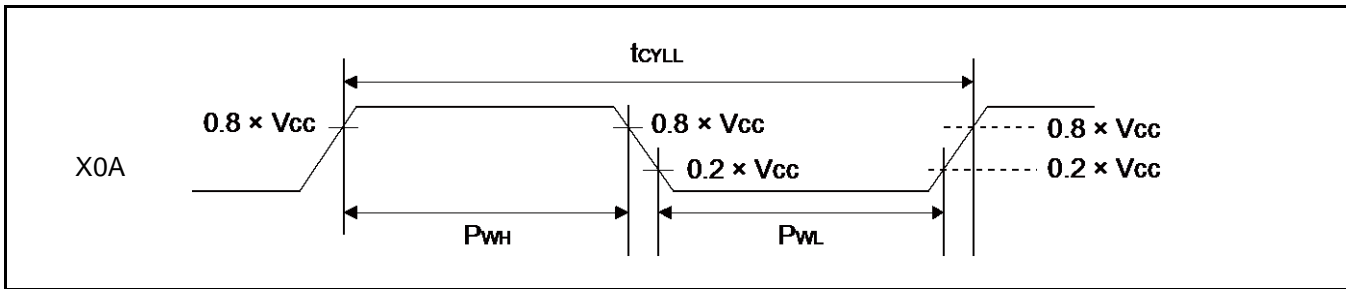 tCYLL
0.8 × Vcc
0.8 × Vcc
0.8 × Vcc
X0A
0.2 × Vcc
0.2 × Vcc
PWH
PWL